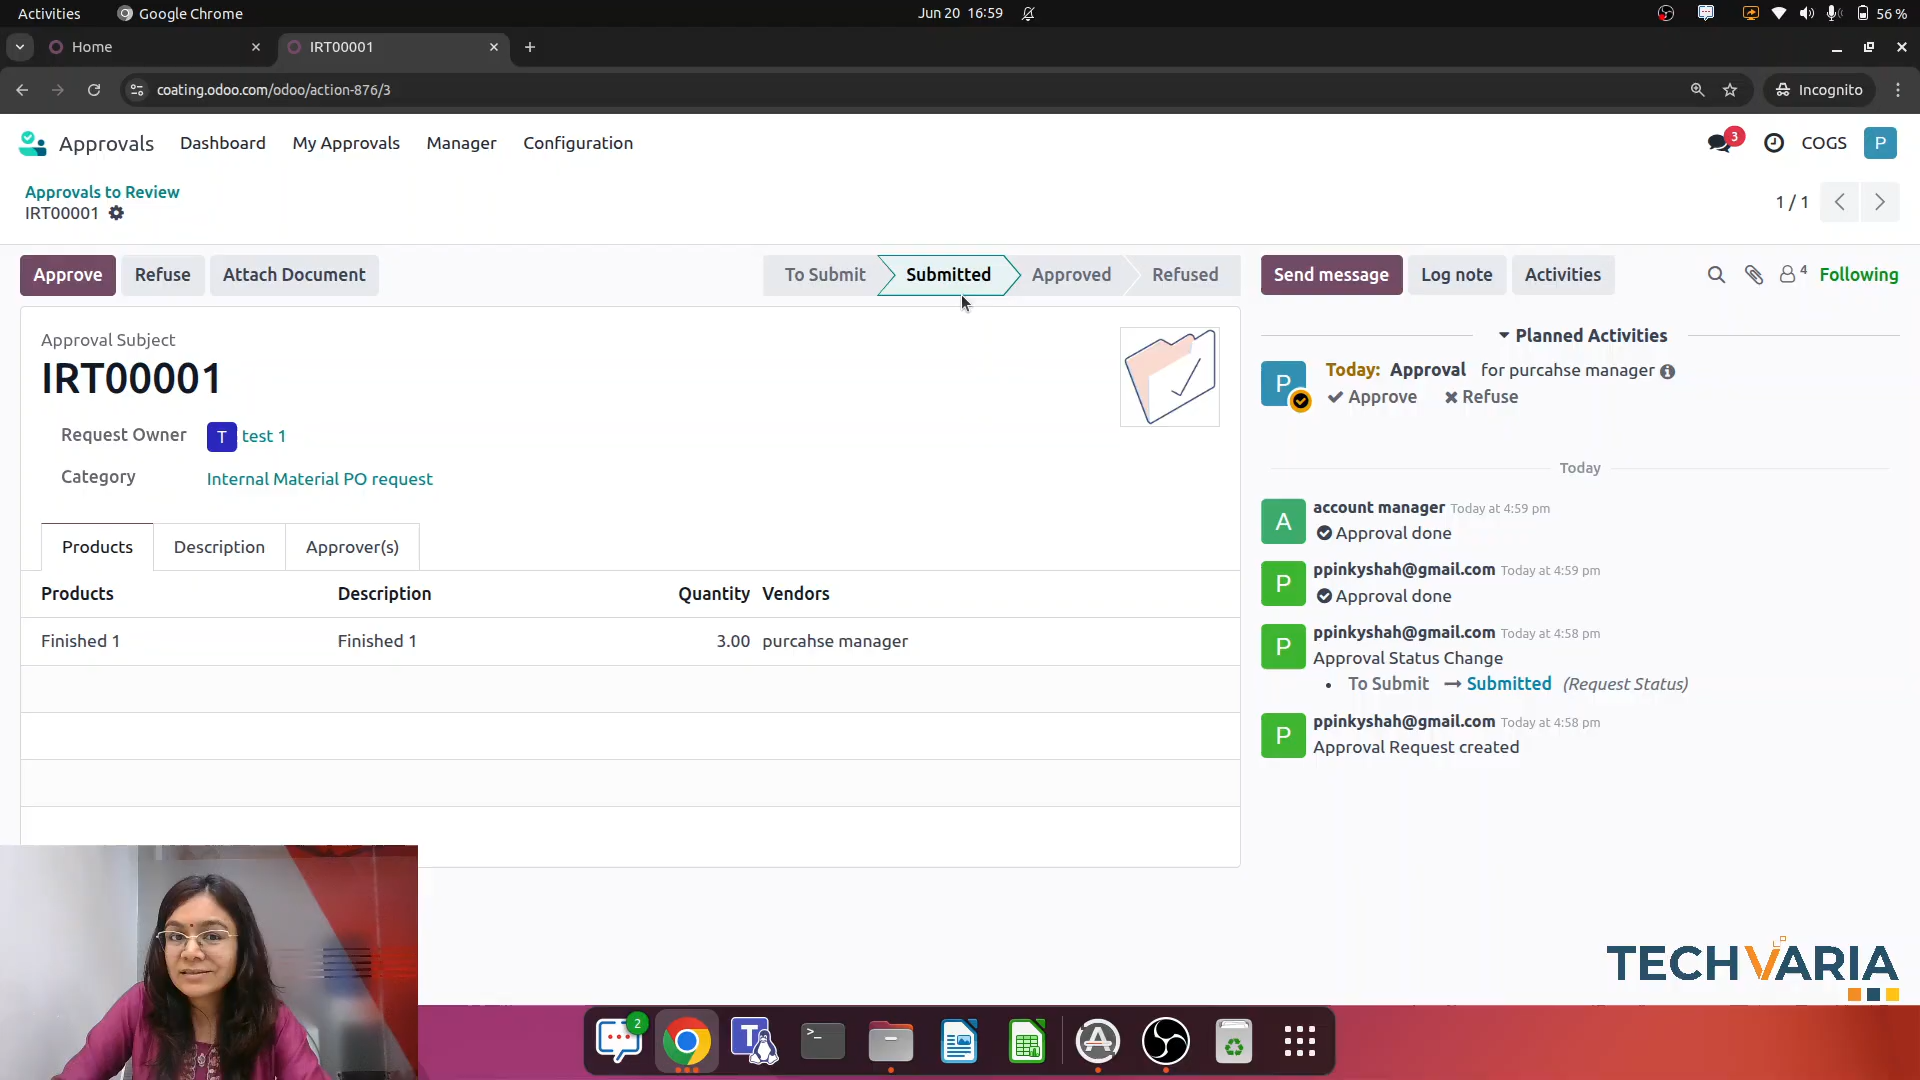 Activities
Google Chrome
Jun 20 16:59
56 %
Home
IRT00001
coating.odoo.com/odoo/action-876/3
Incognito
Approvals
Dashboard
My Approvals
Manager
Configuration
3
COGS
P
Approvals to Review
IRT00001
1 / 1
Approve
Refuse
Attach Document
To Submit
Submitted
Approved
Refused
Send message
Log note
Activities
4
Following
Approval Subject
IRT00001
Request Owner
T test 1
Category
Internal Material PO request
Products
Description
Approver(s)
Products Description Quantity Vendors
Finished 1 Finished 1 3.00 purcahse manager
Planned Activities
P
Today: Approval for purcahse manager
Approve Refuse
Today
A
account manager Today at 4:59 pm
Approval done
P
ppinkyshah@gmail.com Today at 4:59 pm
Approval done
P
ppinkyshah@gmail.com Today at 4:58 pm
Approval Status Change
• To Submit → Submitted (Request Status)
P
ppinkyshah@gmail.com Today at 4:58 pm
Approval Request created
TECHVARIA
2
T
>_
A